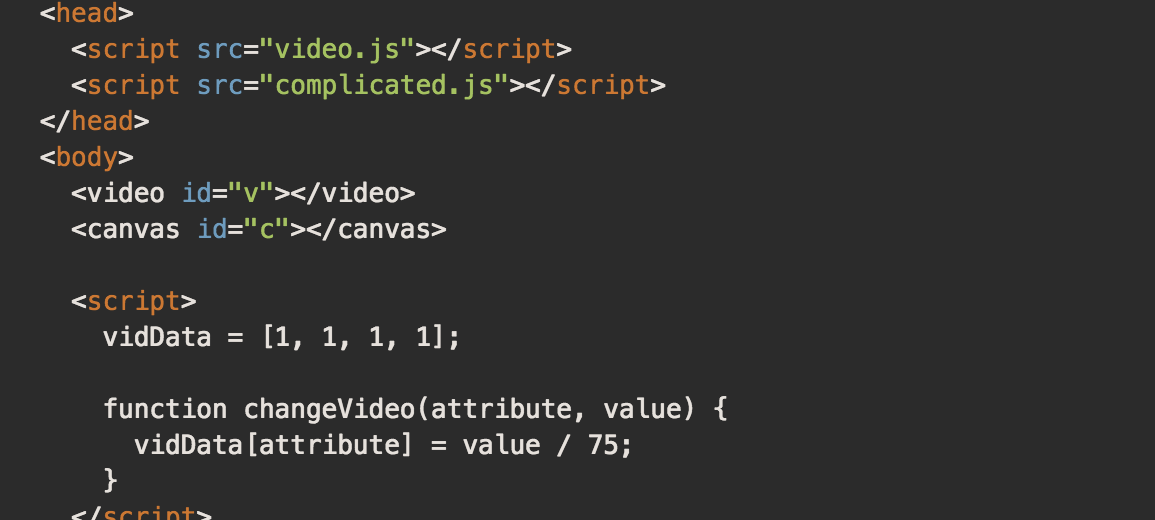 <head>
<script src="video.js"></script>
<script src="complicated.js"></script>
</head>
<body>
<video id="v"></video>
<canvas id="c"></canvas>
<script>
vidData = [1, 1, 1, 1];
function changeVideo(attribute, value) {
vidData[attribute] = value / 75;
}
</script>